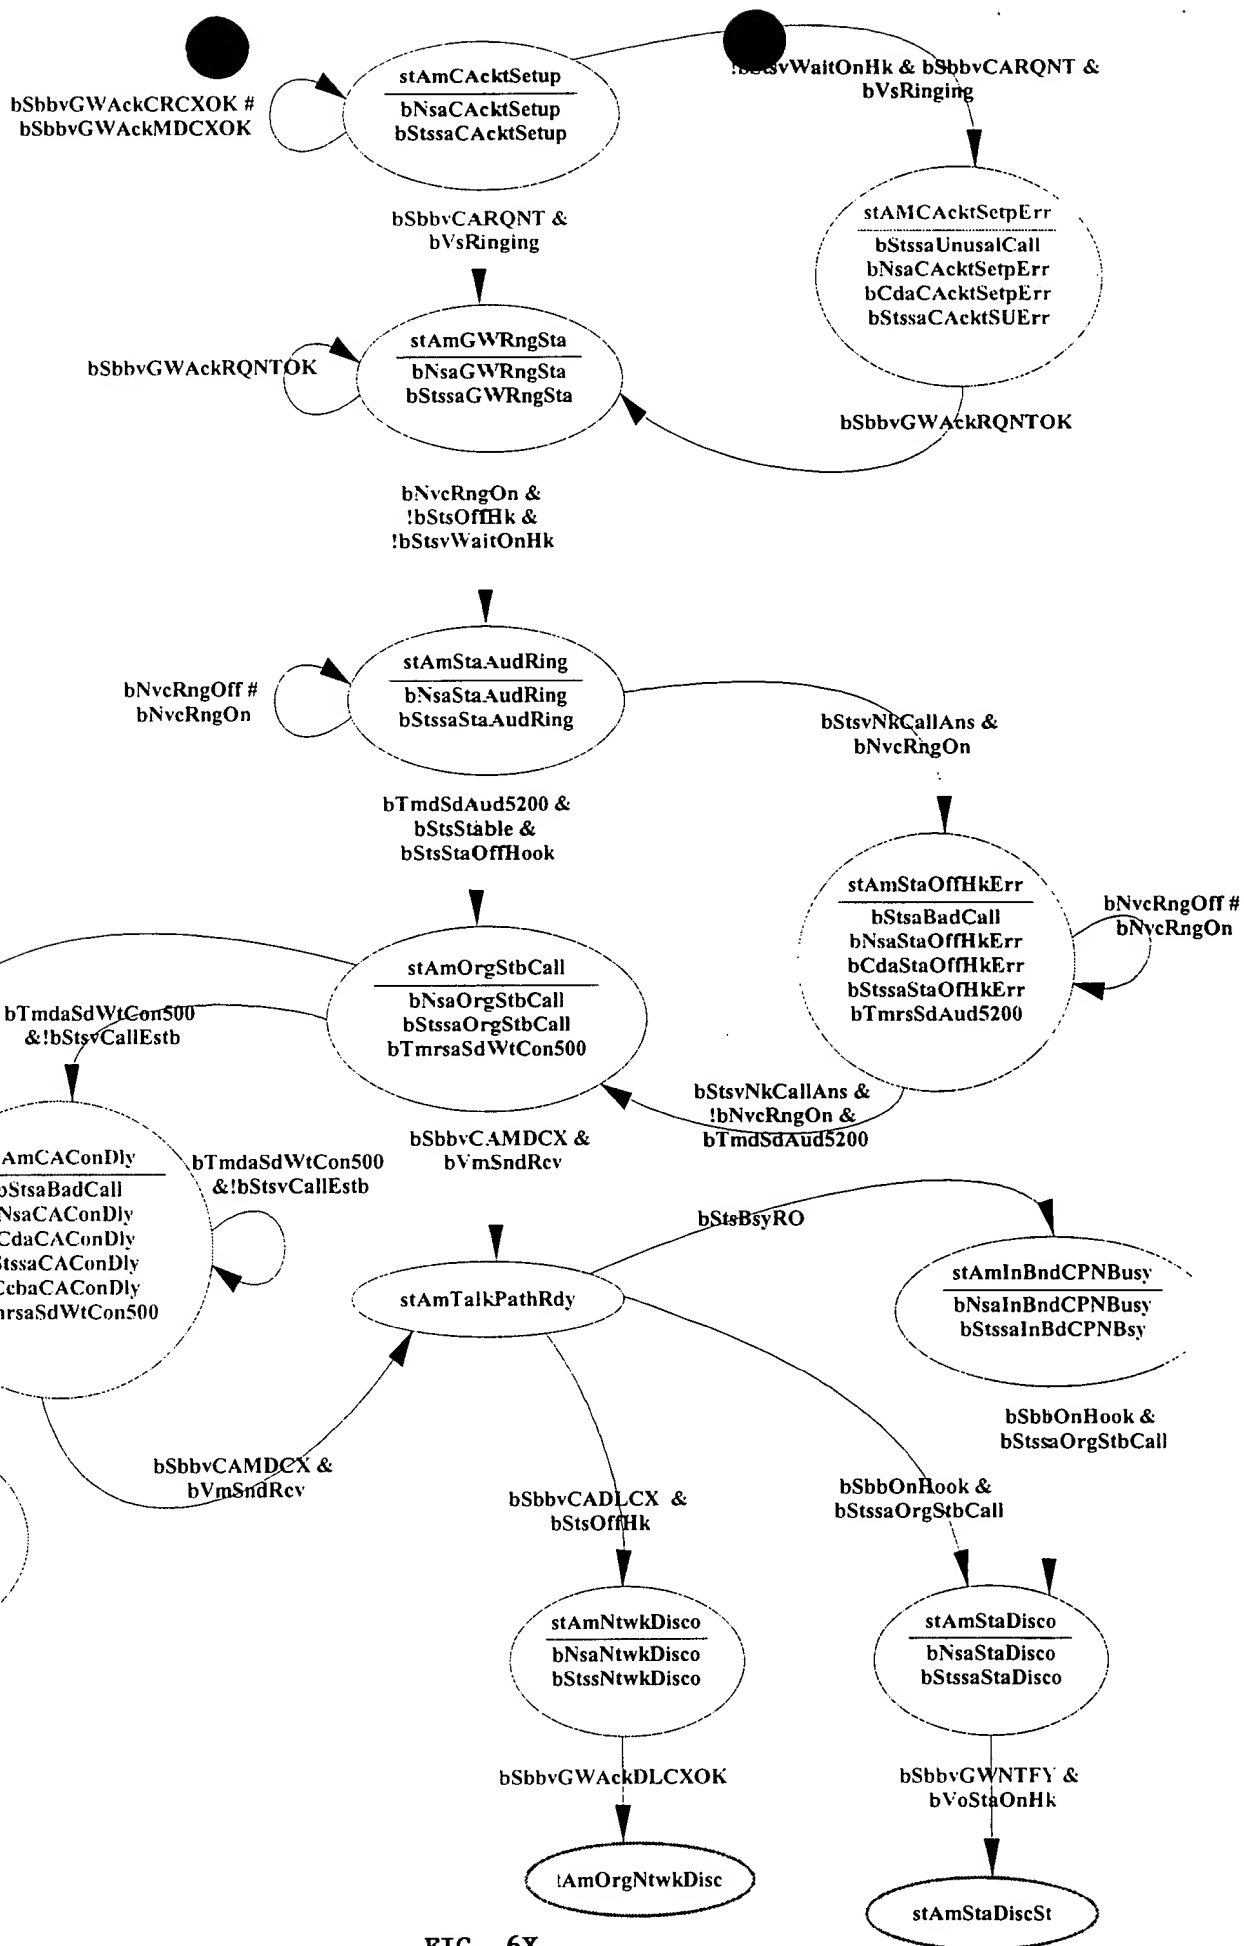 bSbbvGWAckCRCXOK #
bSbbvGWAckMDCXOK
stAmCAcktSetup
bNsaCAcktSetup
bStssaCAcktSetup
!bStsvWaitOnHk & bSbbvCARQNT &
bVsRinging
bSbbvCARQNT &
bVsRinging
stAMCAcktSetpErr
bStssaUnusalCall
bNsaCAcktSetpErr
bCdaCAcktSetpErr
bStssaCAcktSUErr
bSbbvGWAckRQNTOK
stAmGWRngSta
bNsaGWRngSta
bStssaGWRngSta
bSbbvGWAckRQNTOK
bNvcRngOn &
!bStsOffHk &
!bStsvWaitOnHk
bNvcRngOff #
bNvcRngOn
stAmStaAudRing
bNsaStaAudRing
bStssaStaAudRing
bStsvNkCallAns &
bNvcRngOn
bTmdSdAud5200 &
bStsStable &
bStsStaOffHook
stAmStaOffHkErr
bStsaBadCall
bNsaStaOffHkErr
bCdaStaOffHkErr
bStssaStaOfHkErr
bTmrsSdAud5200
bNvcRngOff #
bNvcRngOn
stAmOrgStbCall
bNsaOrgStbCall
bStssaOrgStbCall
bTmrsaSdWtCon500
bTmdaSdWtCon500
&!bStsvCallEstb
bStsvNkCallAns &
!bNvcRngOn &
bTmdSdAud5200
bSbbvCAMDCX &
bVmSndRcv
tAmCAConDly
bStsaBadCall
NsaCAConDly
CdaCAConDly
StssaCAConDly
CcbaCAConDly
mrsaSdWtCon500
bTmdaSdWtCon500
&!bStsvCallEstb
bStsBsyRO
stAmTalkPathRdy
stAmInBndCPNBusy
bNsaInBndCPNBusy
bStssaInBdCPNBsy
bSbbOnHook &
bStssaOrgStbCall
bSbbvCAMDCX &
bVmSndRcv
bSbbvCADLCX &
bStsOffHk
bSbbOnHook &
bStssaOrgStbCall
stAmNtwkDisco
bNsaNtwkDisco
bStssNtwkDisco
stAmStaDisco
bNsaStaDisco
bStssaStaDisco
bSbbvGWAckDLCXOK
bSbbvGWNTFY &
bVoStaOnHk
tAmOrgNtwkDisc
stAmStaDiscSt
FIG. 6X